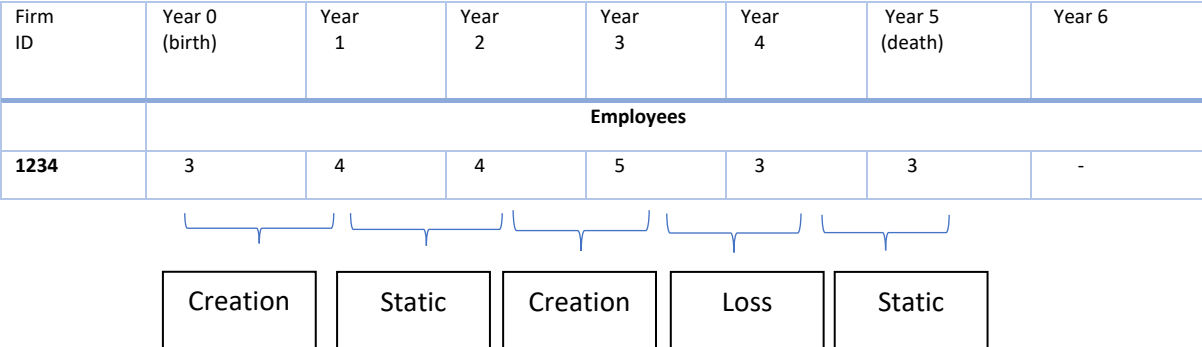 Firm ID Year 0 (birth) Year 1 Year 2 Year 3 Year 4 Year 5 (death) Year 6
Employees
1234 3 4 4 5 3 3 -
Creation Static Creation Loss Static